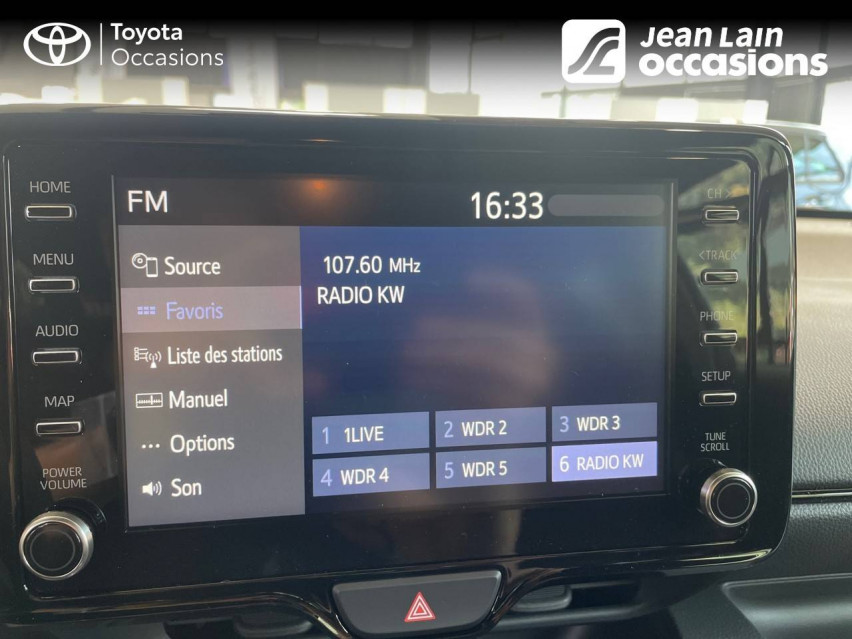 Toyota
Occasions
Jean Lain
occasions
HOME
MENU
AUDIO
MAP
POWER
VOLUME
FM
16:33
Source
Favoris
Liste des stations
Manuel
Options
Son
107.60 MHz
RADIO KW
1 1LIVE
2 WDR 2
3 WDR 3
4 WDR 4
5 WDR 5
6 RADIO KW
CH >
<TRACK
PHONE
SETUP
TUNE
SCROLL